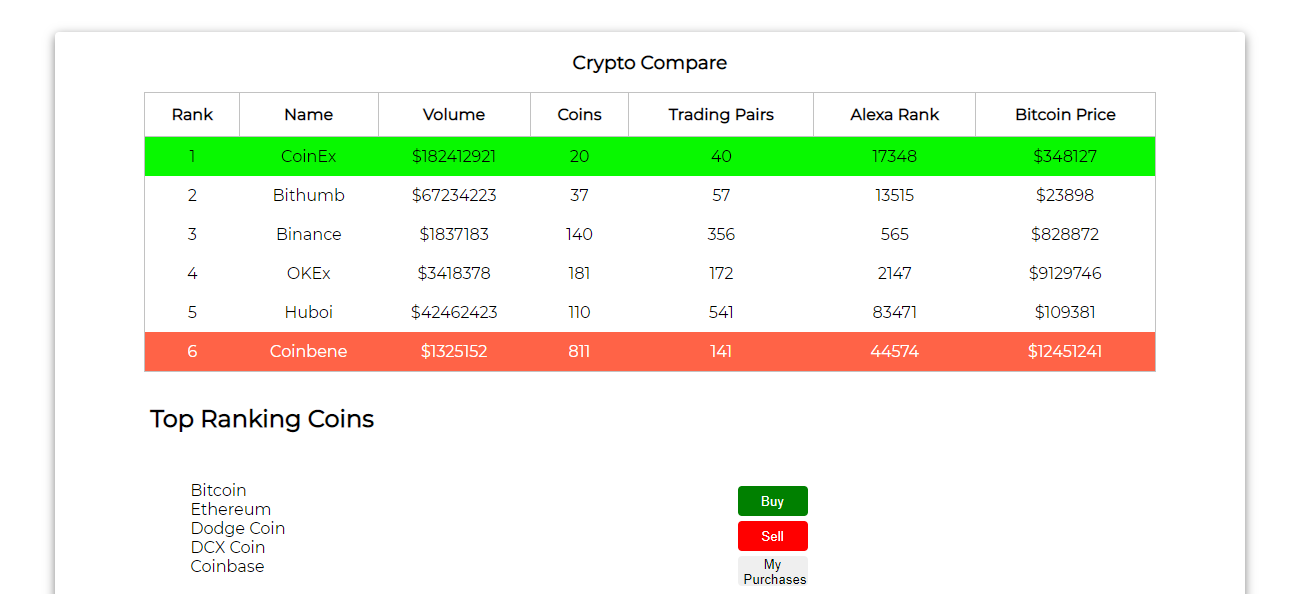 Crypto Compare
Rank Name Volume Coins Trading Pairs Alexa Rank Bitcoin Price
1 CoinEx $182412921 20 40 17348 $348127
2 Bithumb $67234223 37 57 13515 $23898
3 Binance $1837183 140 356 565 $828872
4 OKEx $3418378 181 172 2147 $9129746
5 Huboi $42462423 110 541 83471 $109381
6 Coinbene $1325152 811 141 44574 $12451241
Top Ranking Coins
Bitcoin
Ethereum
Dodge Coin
DCX Coin
Coinbase
Buy
Sell
My
Purchases